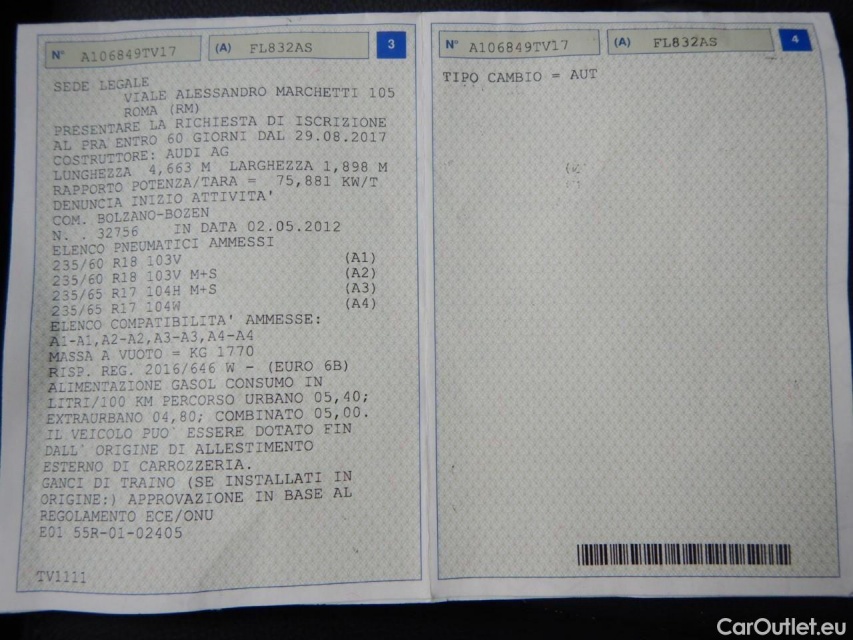 N° A106849TV17 (A) FL832AS 3
SEDE LEGALE
VIALE ALESSANDRO MARCHETTI 105
ROMA (RM)
PRESENTARE LA RICHIESTA DI ISCRIZIONE
AL PRA ENTRO 60 GIORNI DAL 29.08.2017
COSTRUTTORE: AUDI AG
LUNGHEZZA 4,663 M LARGHEZZA 1,898 M
RAPPORTO POTENZA/TARA = 75,881 KW/T
DENUNCIA INIZIO ATTIVITA'
COM. BOLZANO-BOZEN
N. . 32756 IN DATA 02.05.2012
ELENCO PNEUMATICI AMMESSI
235/60 R18 103V (A1)
235/60 R18 103V M+S (A2)
235/65 R17 104H M+S (A3)
235/65 R17 104W (A4)
ELENCO COMPATIBILITA' AMMESSE:
A1-A1,A2-A2,A3-A3,A4-A4
MASSA A VUOTO = KG 1770
RISP. REG. 2016/646 W - (EURO 6B)
ALIMENTAZIONE GASOL CONSUMO IN
LITRI/100 KM PERCORSO URBANO 05,40;
EXTRAURBANO 04,80; COMBINATO 05,00.
IL VEICOLO PUO' ESSERE DOTATO FIN
DALL' ORIGINE DI ALLESTIMENTO
ESTERNO DI CARROZZERIA.
GANCI DI TRAINO (SE INSTALLATI IN
ORIGINE:) APPROVAZIONE IN BASE AL
REGOLAMENTO ECE/ONU
E01 55R-01-02405
TV1111
N° A106849TV17 (A) FL832AS 4
TIPO CAMBIO = AUT
CarOutlet.eu